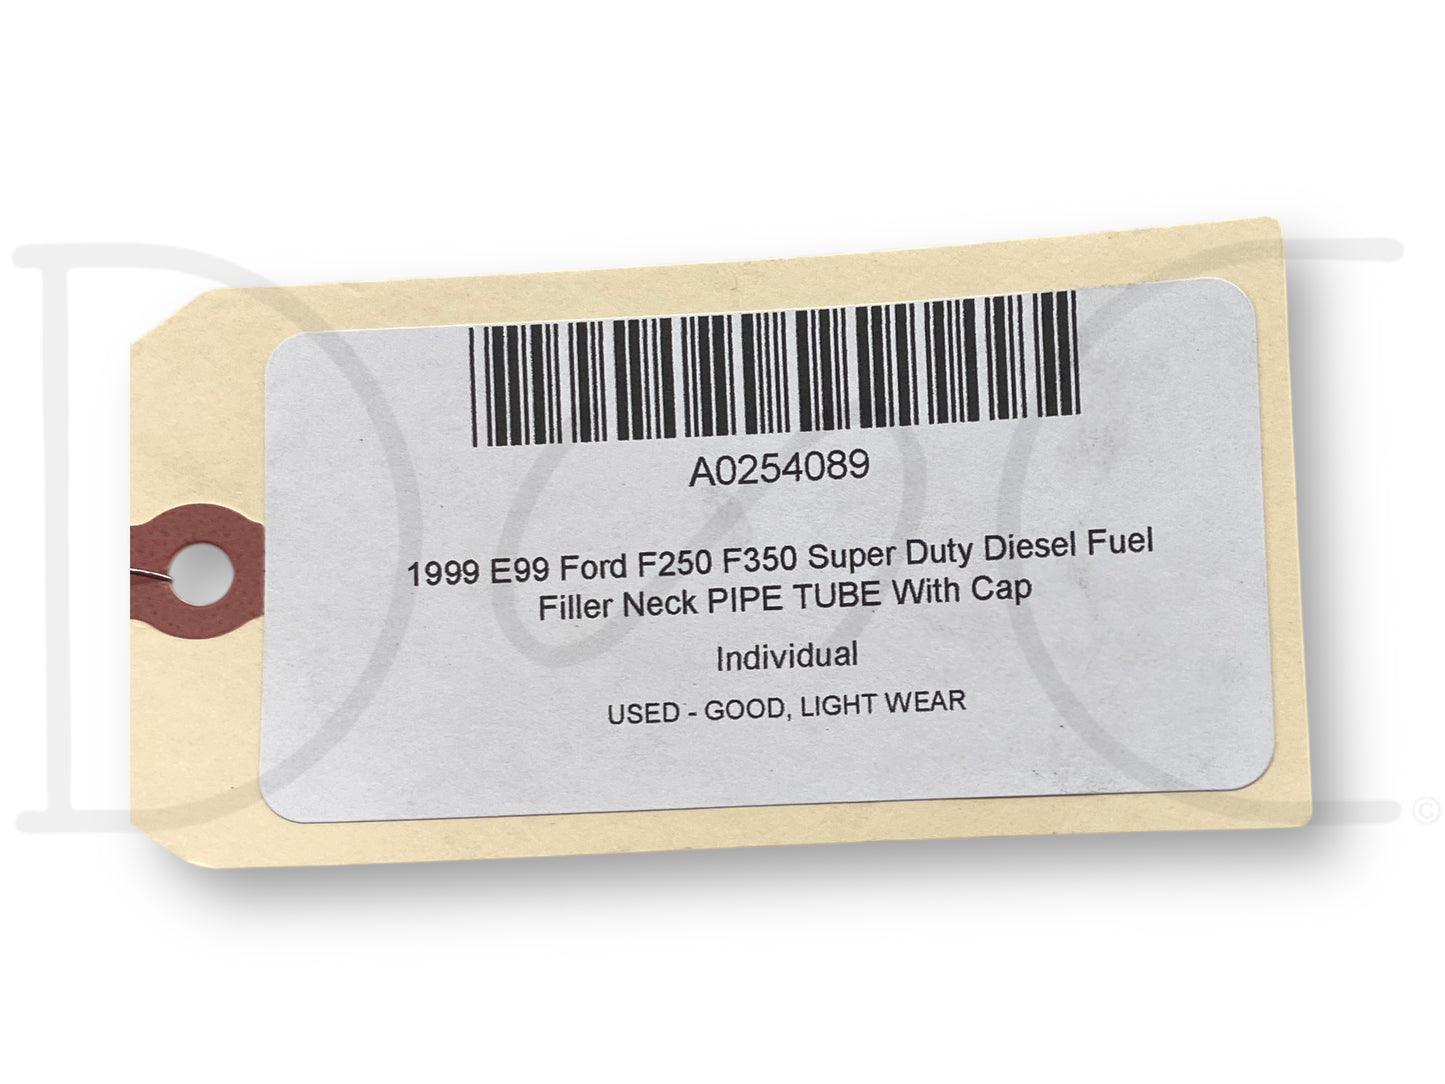 A0254089
1999 E99 Ford F250 F350 Super Duty Diesel Fuel
Filler Neck PIPE TUBE With Cap
Individual
USED - GOOD, LIGHT WEAR
©